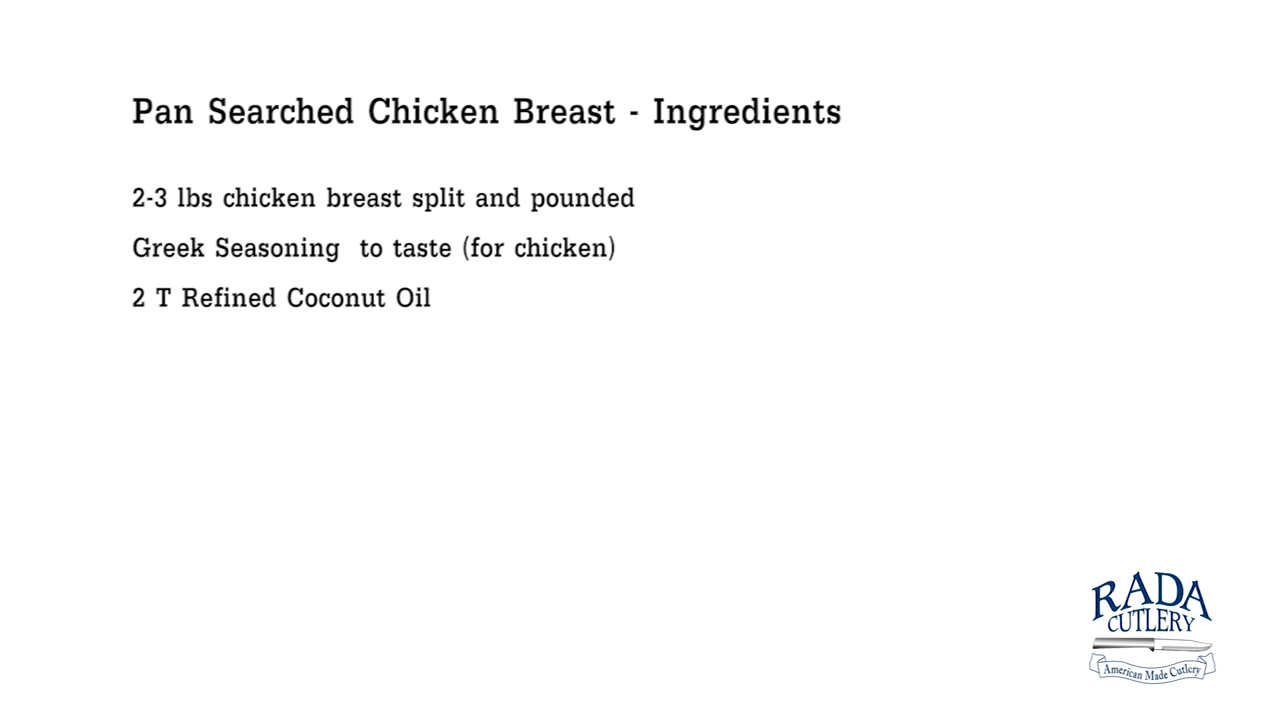 Pan Searched Chicken Breast - Ingredients
2-3 lbs chicken breast split and pounded
Greek Seasoning  to taste (for chicken)
2 T Refined Coconut Oil
RADA
CUTLERY
American Made Cutlery